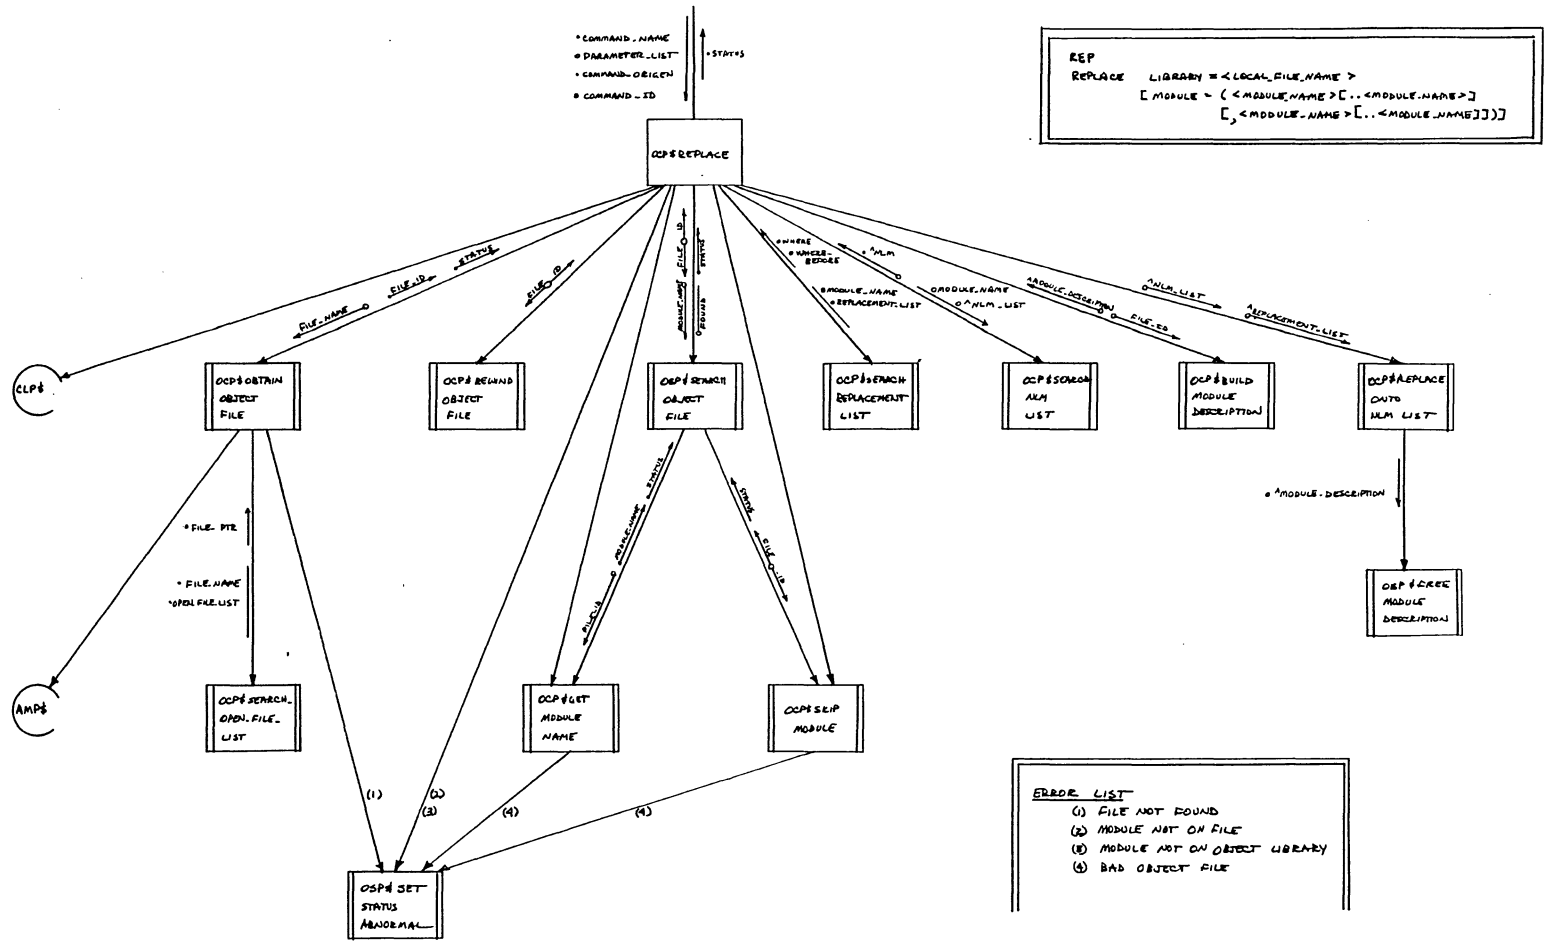 • COMMAND_NAME
• PARAMETER_LIST
• COMMAND_ORIGEN
• COMMAND_ID
• STATUS
REP
REPLACE LIBRARY = <LOCAL_FILE_NAME>
[ MODULE = ( <MODULE_NAME>[..<MODULE_NAME>]
[,<MODULE_NAME>[..<MODULE_NAME]])]
OCP$REPLACE
FILE_NAME
FILE_ID
STATUS
FILE_ID
FILE_ID
STATUS
MODULE_NAME
FOUND
• WHERE
• WHERE_BEFORE
• MODULE_NAME
• REPLACEMENT_LIST
• ^NLM
MODULE_NAME
^NLM_LIST
^MODULE_DESCRIPTION
FILE_ID
^NLM_LIST
^REPLACEMENT_LIST
CLP$
OCP$OBTAIN
OBJECT
FILE
OCP$REWIND
OBJECT
FILE
OBP$SEARCH
OBJECT
FILE
OCP$SEARCH
REPLACEMENT
LIST
OCP$SEARCH
NLM
LIST
OCP$BUILD
MODULE
DESCRIPTION
OCP$REPLACE
ONTO
NLM LIST
• FILE_PTR
• FILE_NAME
• OPEN_FILE_LIST
FILE_ID
MODULE_NAME
STATUS
STATUS
FILE_ID
• ^MODULE_DESCRIPTION
OBP$FREE
MODULE
DESCRIPTION
AMP$
OCP$SEARCH_
OPEN_FILE_
LIST
OCP$GET
MODULE
NAME
OCP$SKIP
MODULE
(1)
(2)
(3)
(4)
(4)
OSP$SET
STATUS
ABNORMAL
ERROR LIST
(1) FILE NOT FOUND
(2) MODULE NOT ON FILE
(3) MODULE NOT ON OBJECT LIBRARY
(4) BAD OBJECT FILE